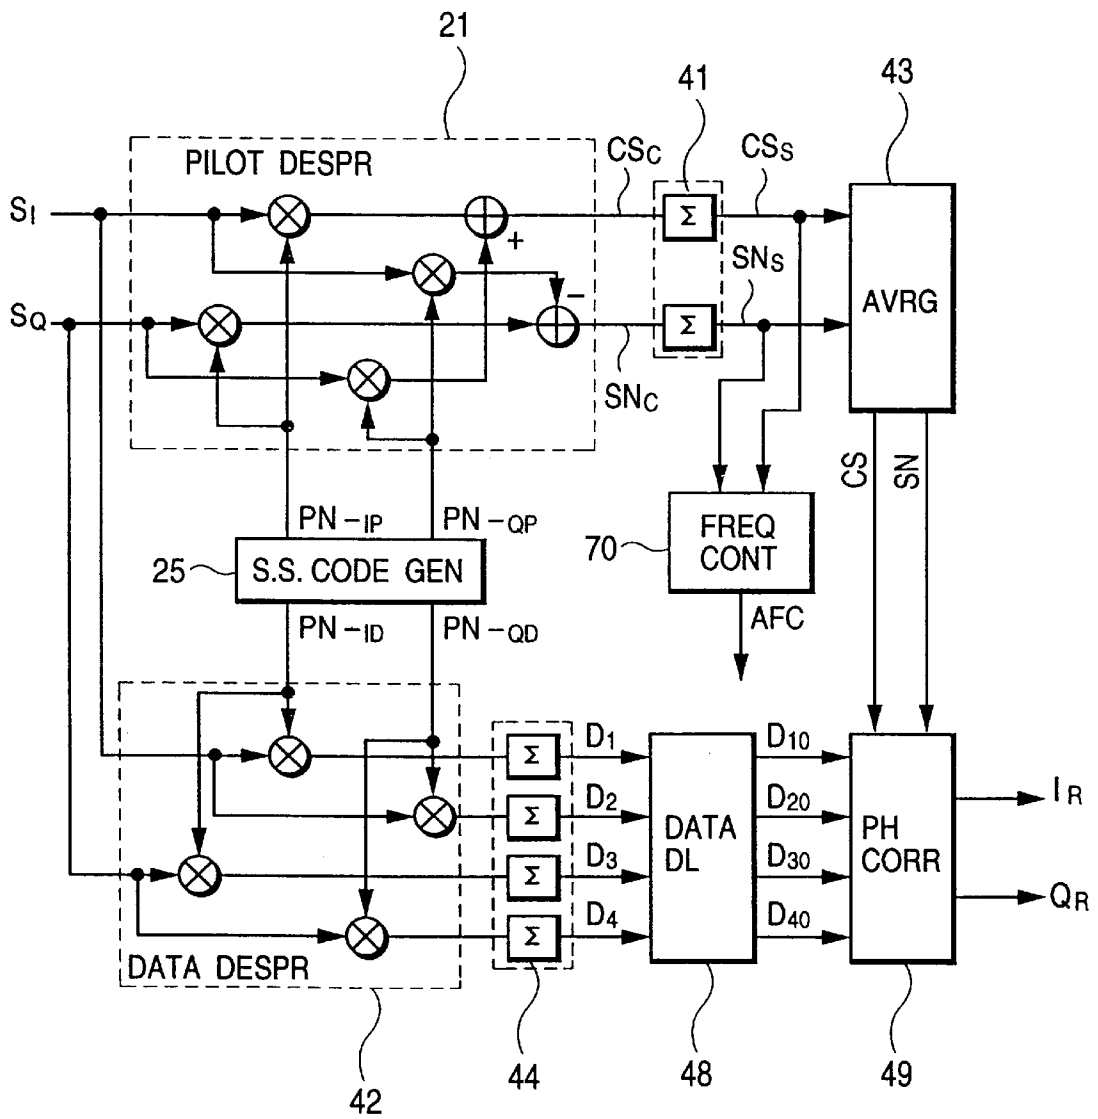 21
41
43
PILOT DESPR
CSC
CSS
SI
Σ
+
SNS
AVRG
−
SQ
Σ
SNC
CS
SN
PN-IP
PN-QP
FREQ
CONT
70
25
S.S. CODE GEN
AFC
PN-ID
PN-QD
Σ
D1
D10
IR
Σ
D2
D20
DATA
DL
PH
CORR
Σ
D3
D30
QR
Σ
D4
D40
DATA DESPR
42
44
48
49